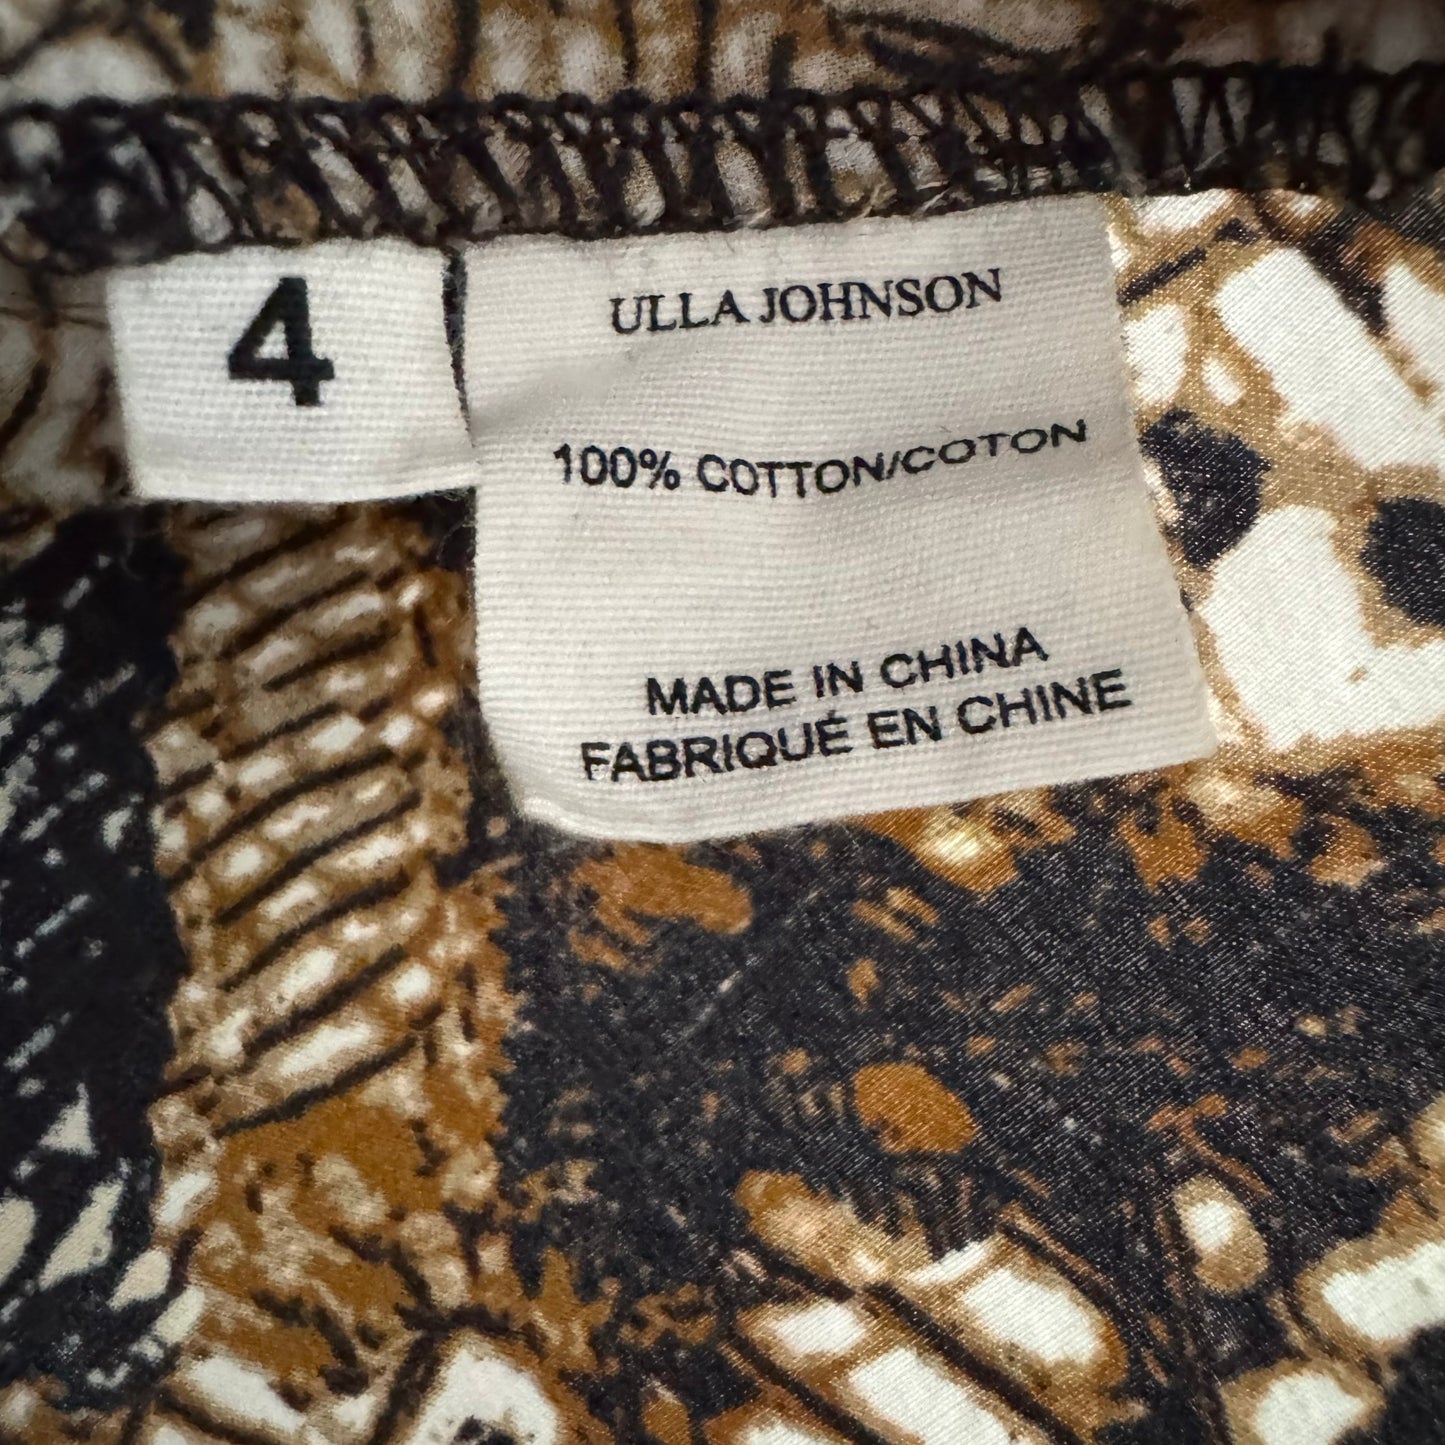 4
ULLA JOHNSON
100% COTTON/COTON
MADE IN CHINA
FABRIQUÉ EN CHINE